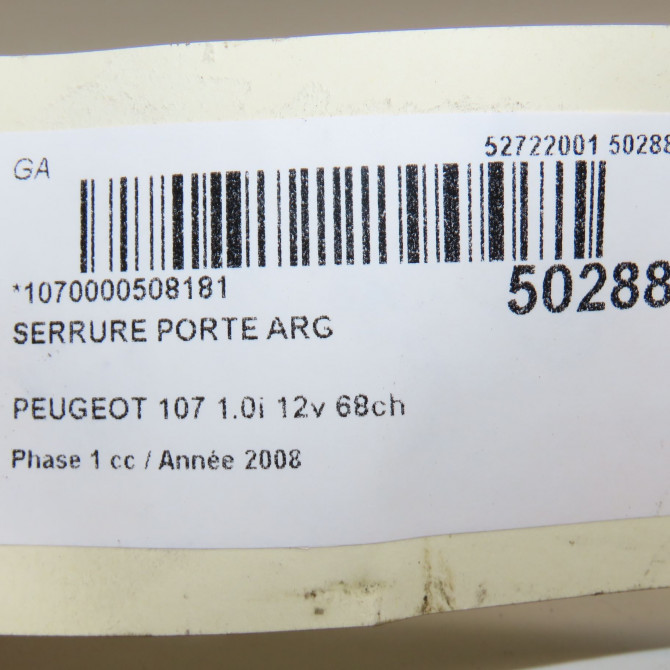 GA
52722001 50288
*1070000508181
50288
SERRURE PORTE ARG
PEUGEOT 107 1.0i 12v 68ch
Phase 1 cc / Année 2008